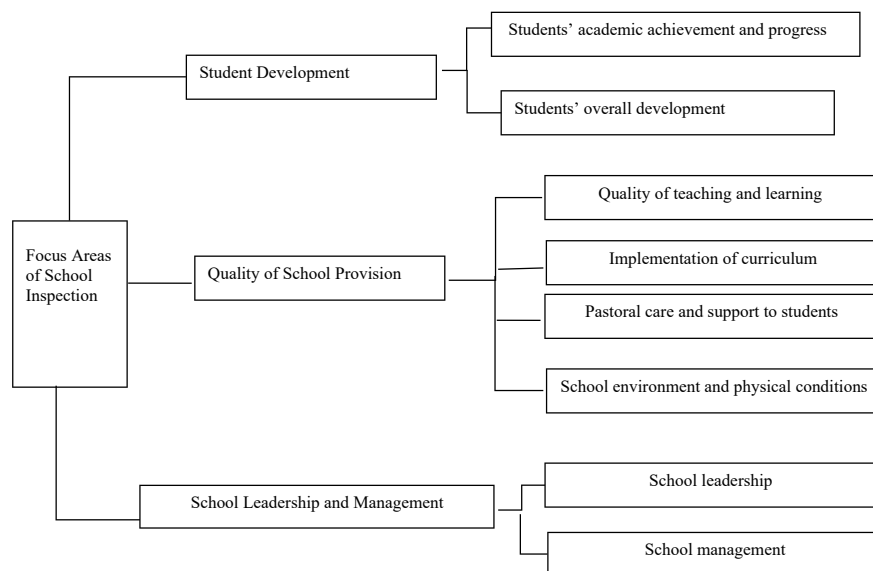 Students’ academic achievement and progress
Student Development
Students’ overall development
Quality of teaching and learning
Focus Areas
of School
Inspection
Quality of School Provision
Implementation of curriculum
Pastoral care and support to students
School environment and physical conditions
School Leadership and Management
School leadership
School management